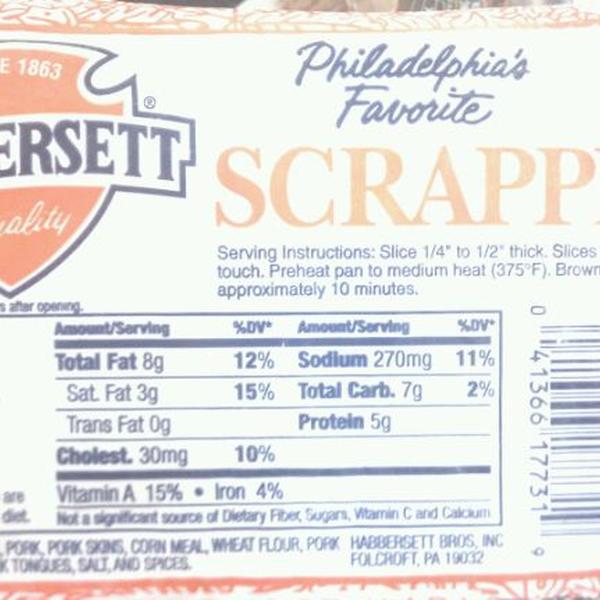 E 1863
ERSETT®
ality
Philadelphia's
Favorite
SCRAPP
Serving Instructions: Slice 1/4" to 1/2" thick. Slices
touch. Preheat pan to medium heat (375°F). Brown
approximately 10 minutes.
s after opening.
Amount/Serving %DV* Amount/Serving %DV*
Total Fat 8g 12% Sodium 270mg 11%
Sat. Fat 3g 15% Total Carb. 7g 2%
Trans Fat 0g Protein 5g
Cholest. 30mg 10%
are
diet.
Vitamin A 15% • Iron 4%
Not a significant source of Dietary Fiber, Sugars, Vitamin C and Calcium
, PORK, PORK SKINS, CORN MEAL, WHEAT FLOUR, PORK
K TONGUES, SALT, AND SPICES.
HABBERSETT BROS, INC
FOLCROFT, PA 19032
0 41366 17731 9